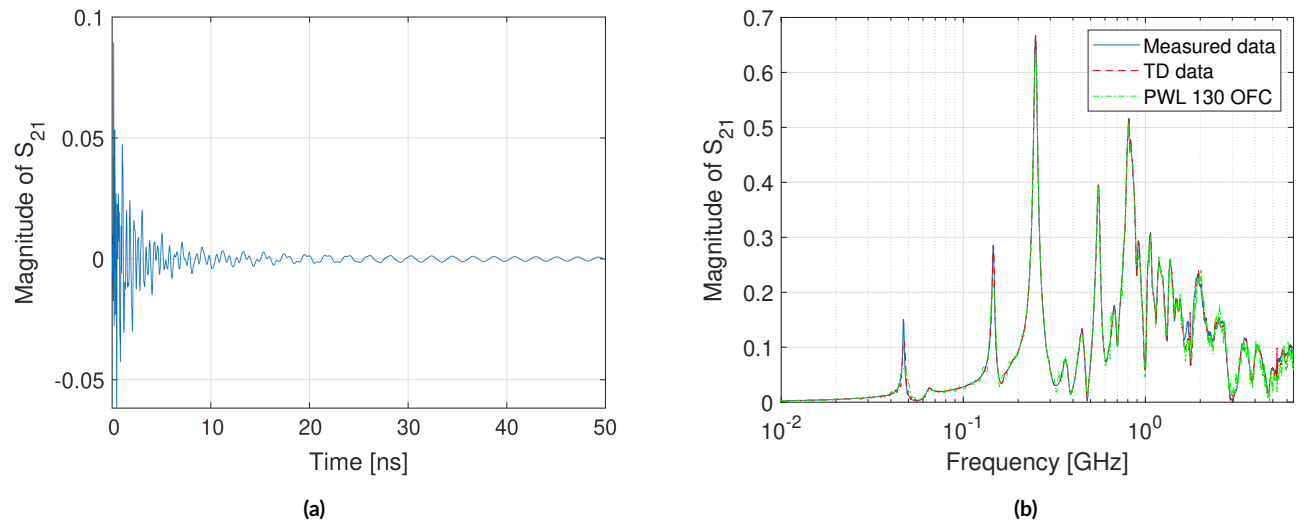 0.1
0.05
0
-0.05
Magnitude of S21
0
10
20
30
40
50
Time [ns]
(a)
0.7
0.6
0.5
0.4
0.3
0.2
0.1
0
Magnitude of S21
Measured data
TD data
PWL 130 OFC
10-2
10-1
100
Frequency [GHz]
(b)